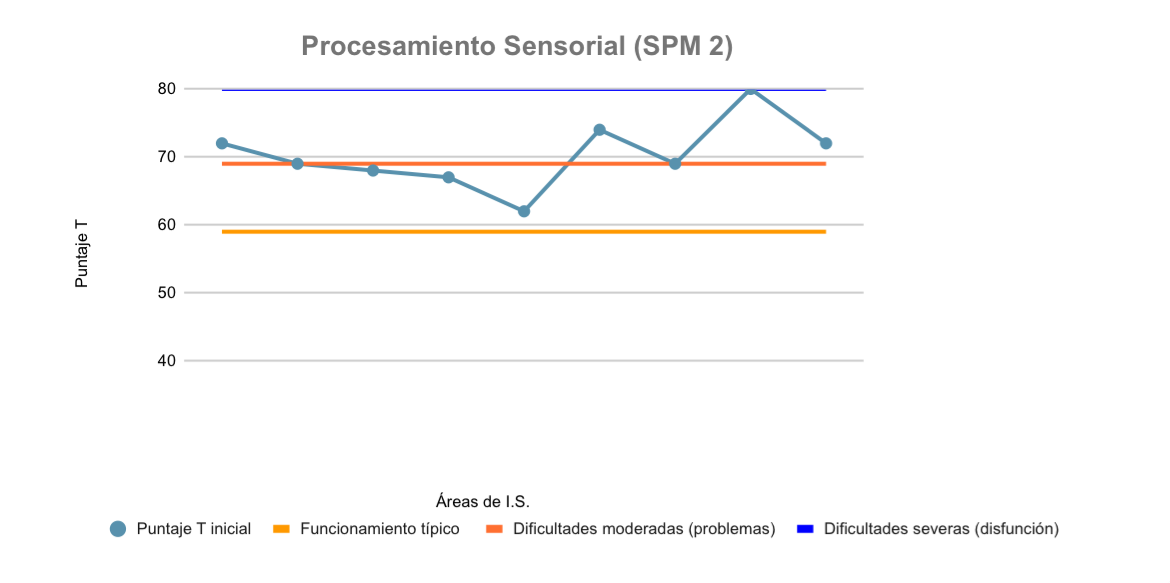 Procesamiento Sensorial (SPM 2)
80
70
60
50
40
Puntaje T
Áreas de I.S.
Puntaje T inicial
Funcionamiento típico
Dificultades moderadas (problemas)
Dificultades severas (disfunción)